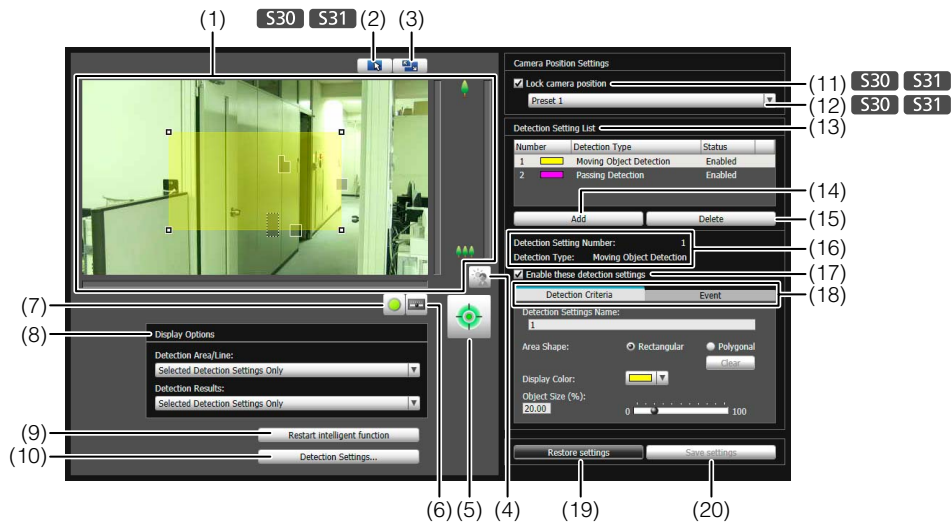 (1) S30 S31 (2) (3)
Camera Position Settings
Lock camera position
(11) S30 S31
Preset 1
(12) S30 S31
Detection Setting List
(13)
Number Detection Type Status
1 Moving Object Detection Enabled
2 Passing Detection Enabled
(14)
Add Delete
(15)
Detection Setting Number: 1
(16)
Detection Type: Moving Object Detection
Enable these detection settings
(17)
Detection Criteria Event
(18)
Detection Settings Name:
1
Area Shape: Rectangular Polygonal
Clear
Display Color:
Object Size (%):
20.00 0 100
Restore settings Save settings
(7)
(8)
Display Options
Detection Area/Line:
Selected Detection Settings Only
Detection Results:
Selected Detection Settings Only
(9)
Restart intelligent function
(10)
Detection Settings...
(6) (5) (4) (19) (20)